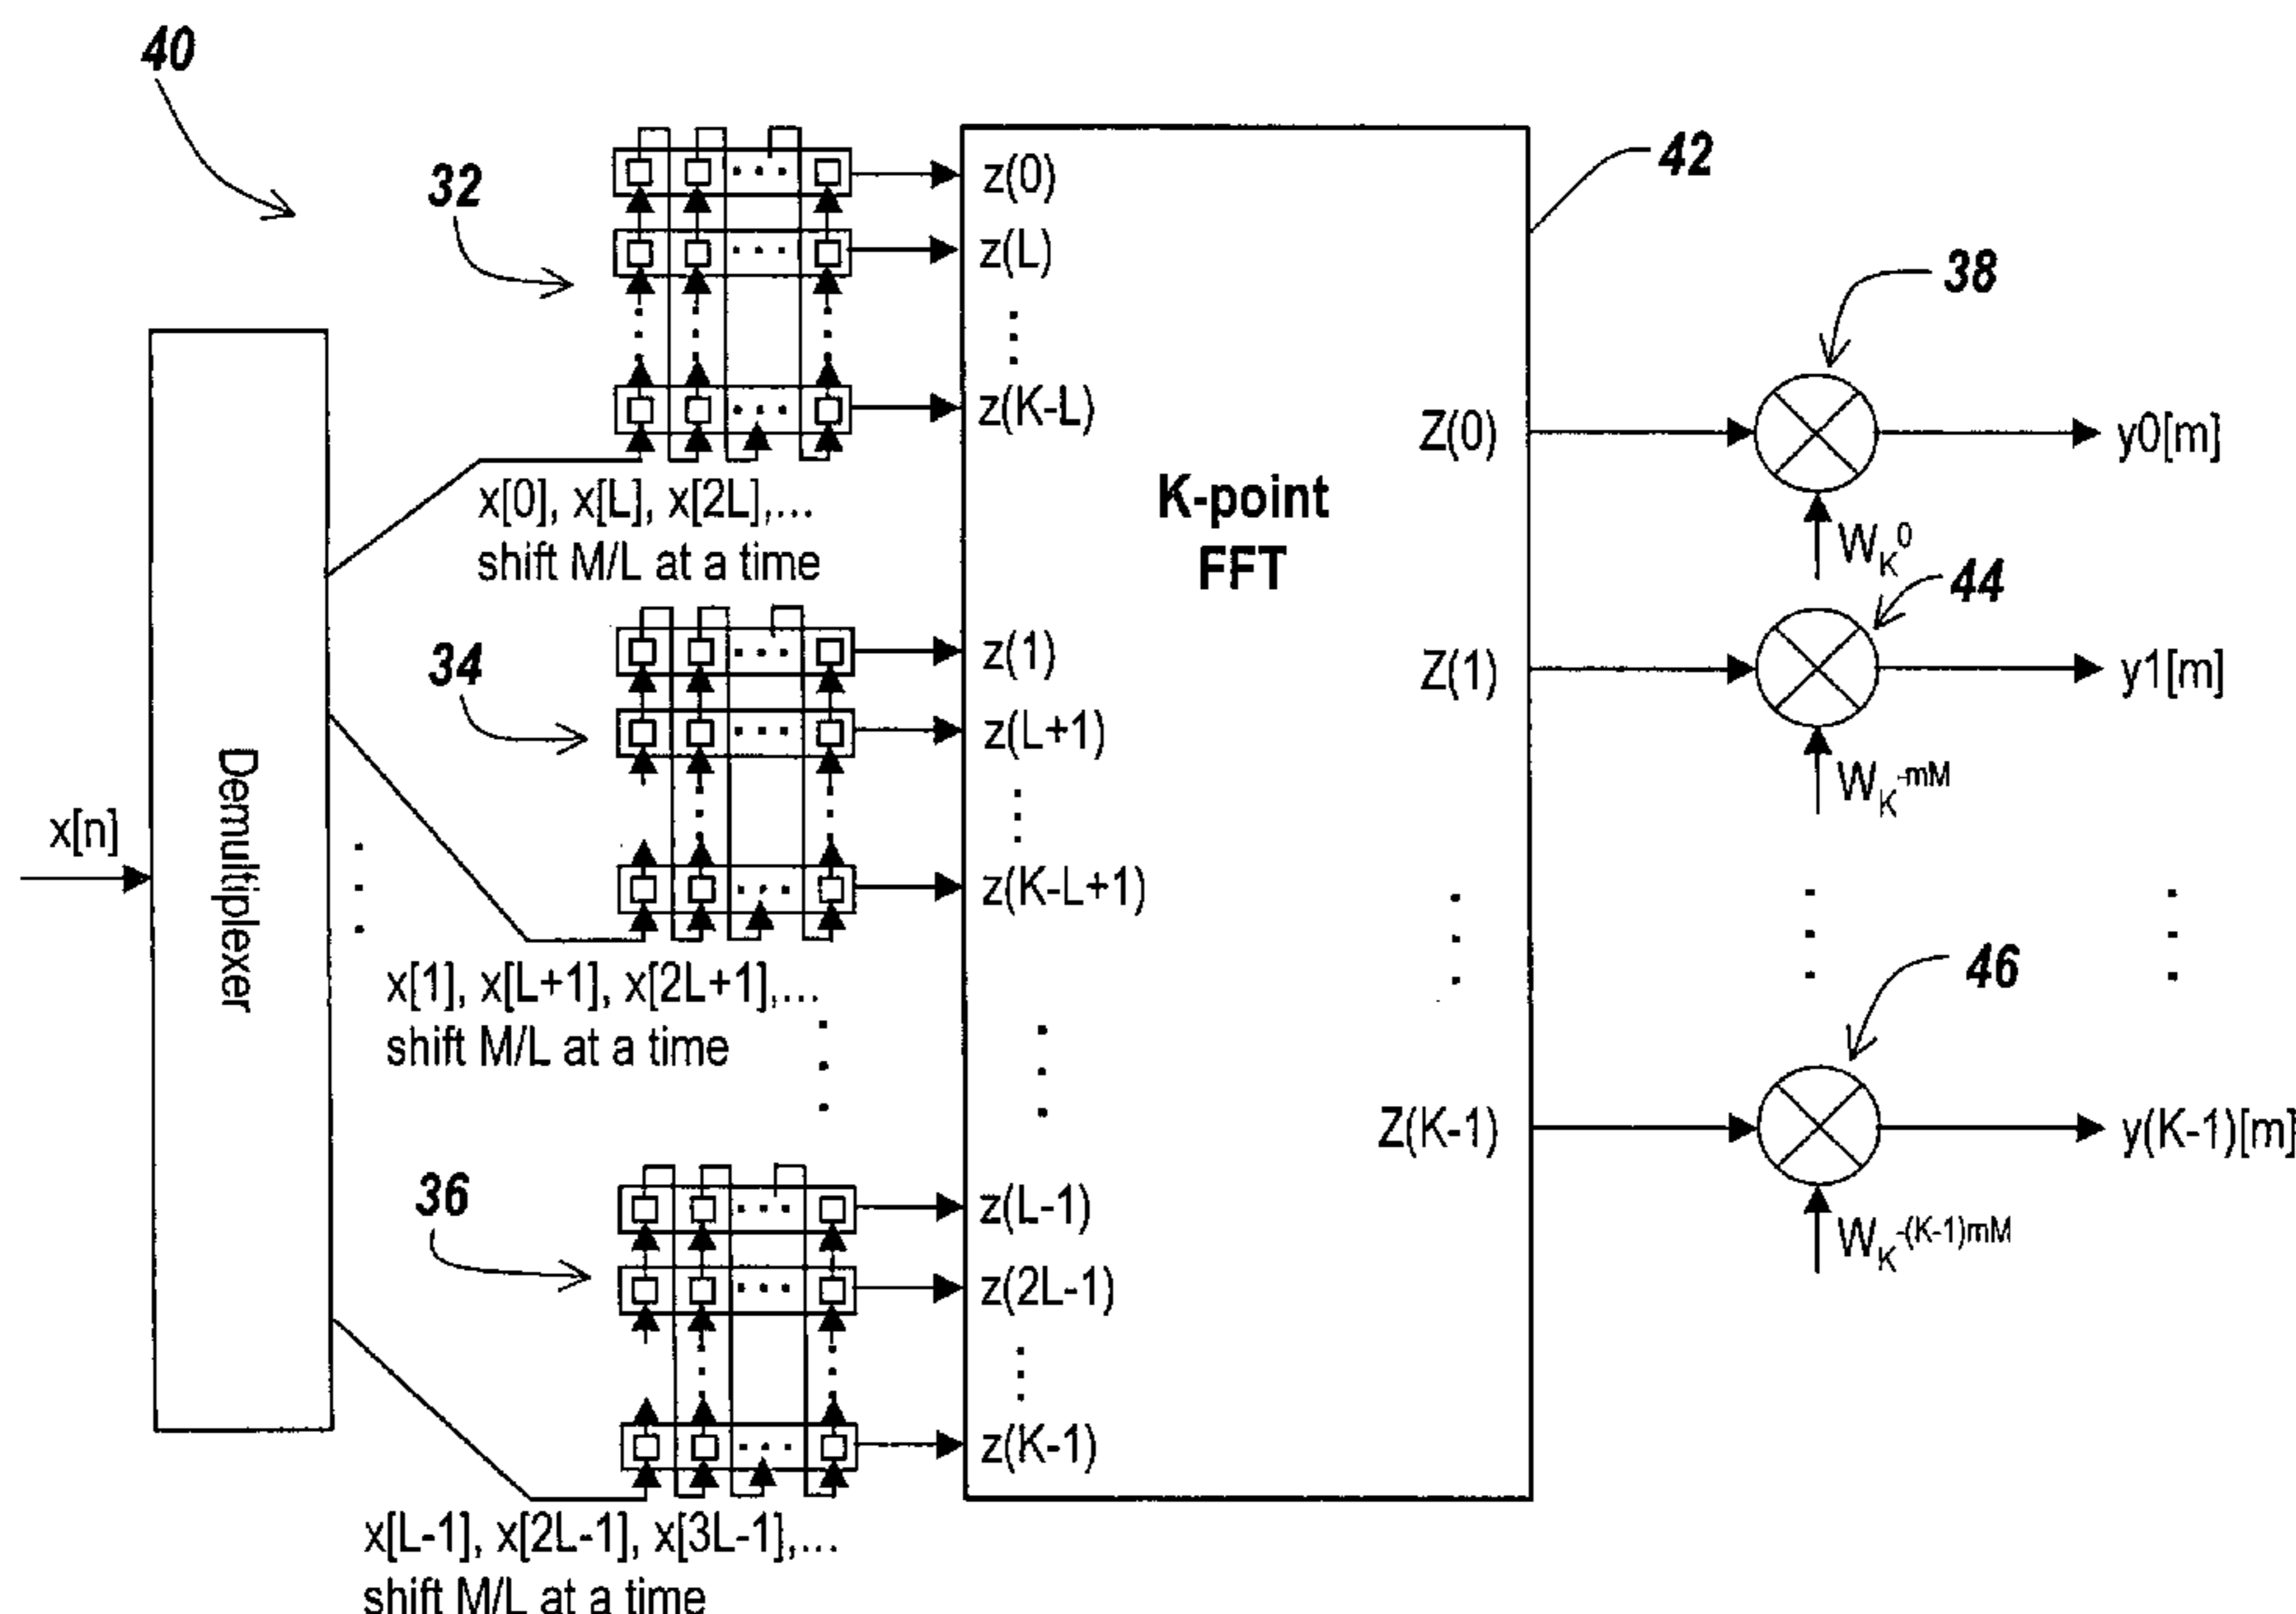 40
32
z(0)
z(L)
z(K-L)
42
38
x[0], x[L], x[2L],...
shift M/L at a time
K-point
FFT
Z(0)
y0[m]
W_K^0
44
34
z(1)
z(L+1)
z(K-L+1)
Z(1)
y1[m]
W_K^-mM
x[n]
Demultiplexer
x[1], x[L+1], x[2L+1],...
shift M/L at a time
46
36
z(L-1)
z(2L-1)
z(K-1)
Z(K-1)
y(K-1)[m]
W_K^-(K-1)mM
x[L-1], x[2L-1], x[3L-1],...
shift M/L at a time